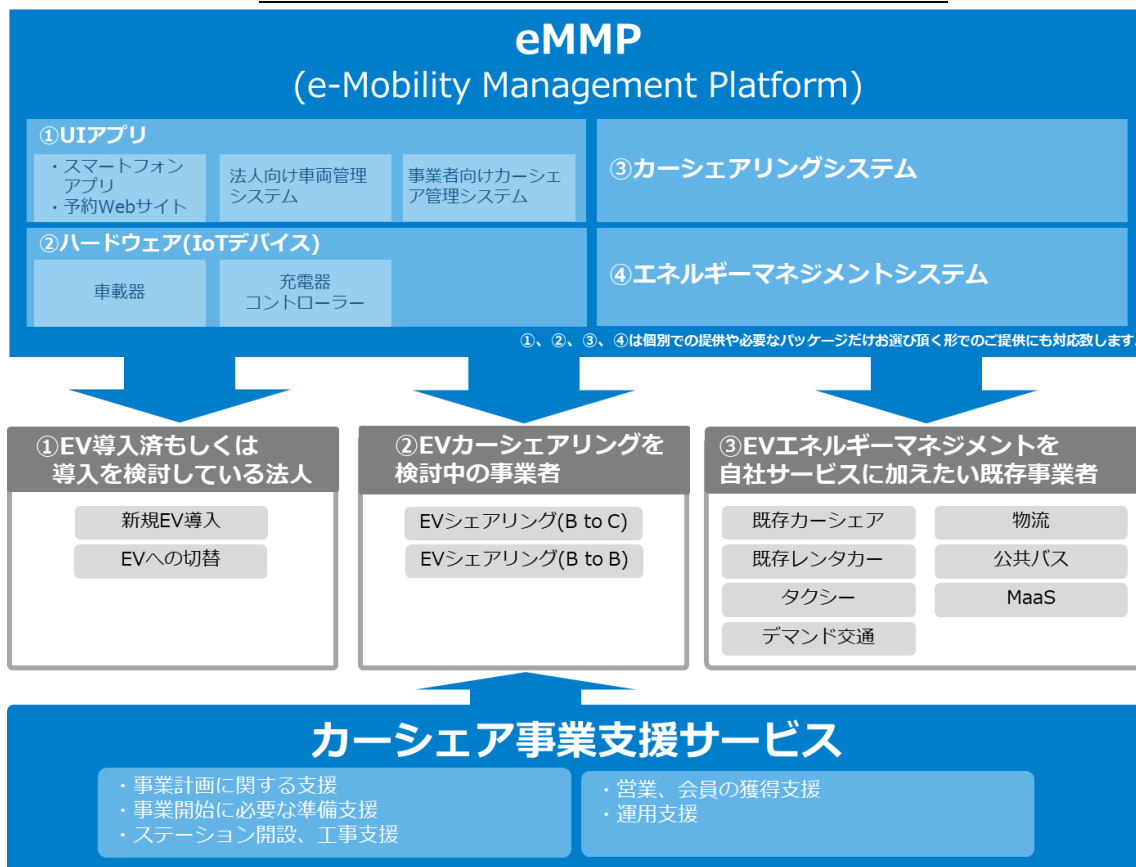 eMMP
(e-Mobility Management Platform)
①UIアプリ
・スマートフォン
アプリ
・予約Webサイト
法人向け車両管理
システム
事業者向けカーシェ
ア管理システム
②ハードウェア(IoTデバイス)
車載器
充電器
コントローラー
③カーシェアリングシステム
④エネルギーマネジメントシステム
①、②、③、④は個別での提供や必要なパッケージだけお選び頂く形でのご提供にも対応致します。
①EV導入済もしくは
導入を検討している法人
新規EV導入
EVへの切替
②EVカーシェアリングを
検討中の事業者
EVシェアリング(B to C)
EVシェアリング(B to B)
③EVエネルギーマネジメントを
自社サービスに加えたい既存事業者
既存カーシェア
既存レンタカー
タクシー
デマンド交通
物流
公共バス
MaaS
カーシェア事業支援サービス
・事業計画に関する支援
・事業開始に必要な準備支援
・ステーション開設、工事支援
・営業、会員の獲得支援
・運用支援